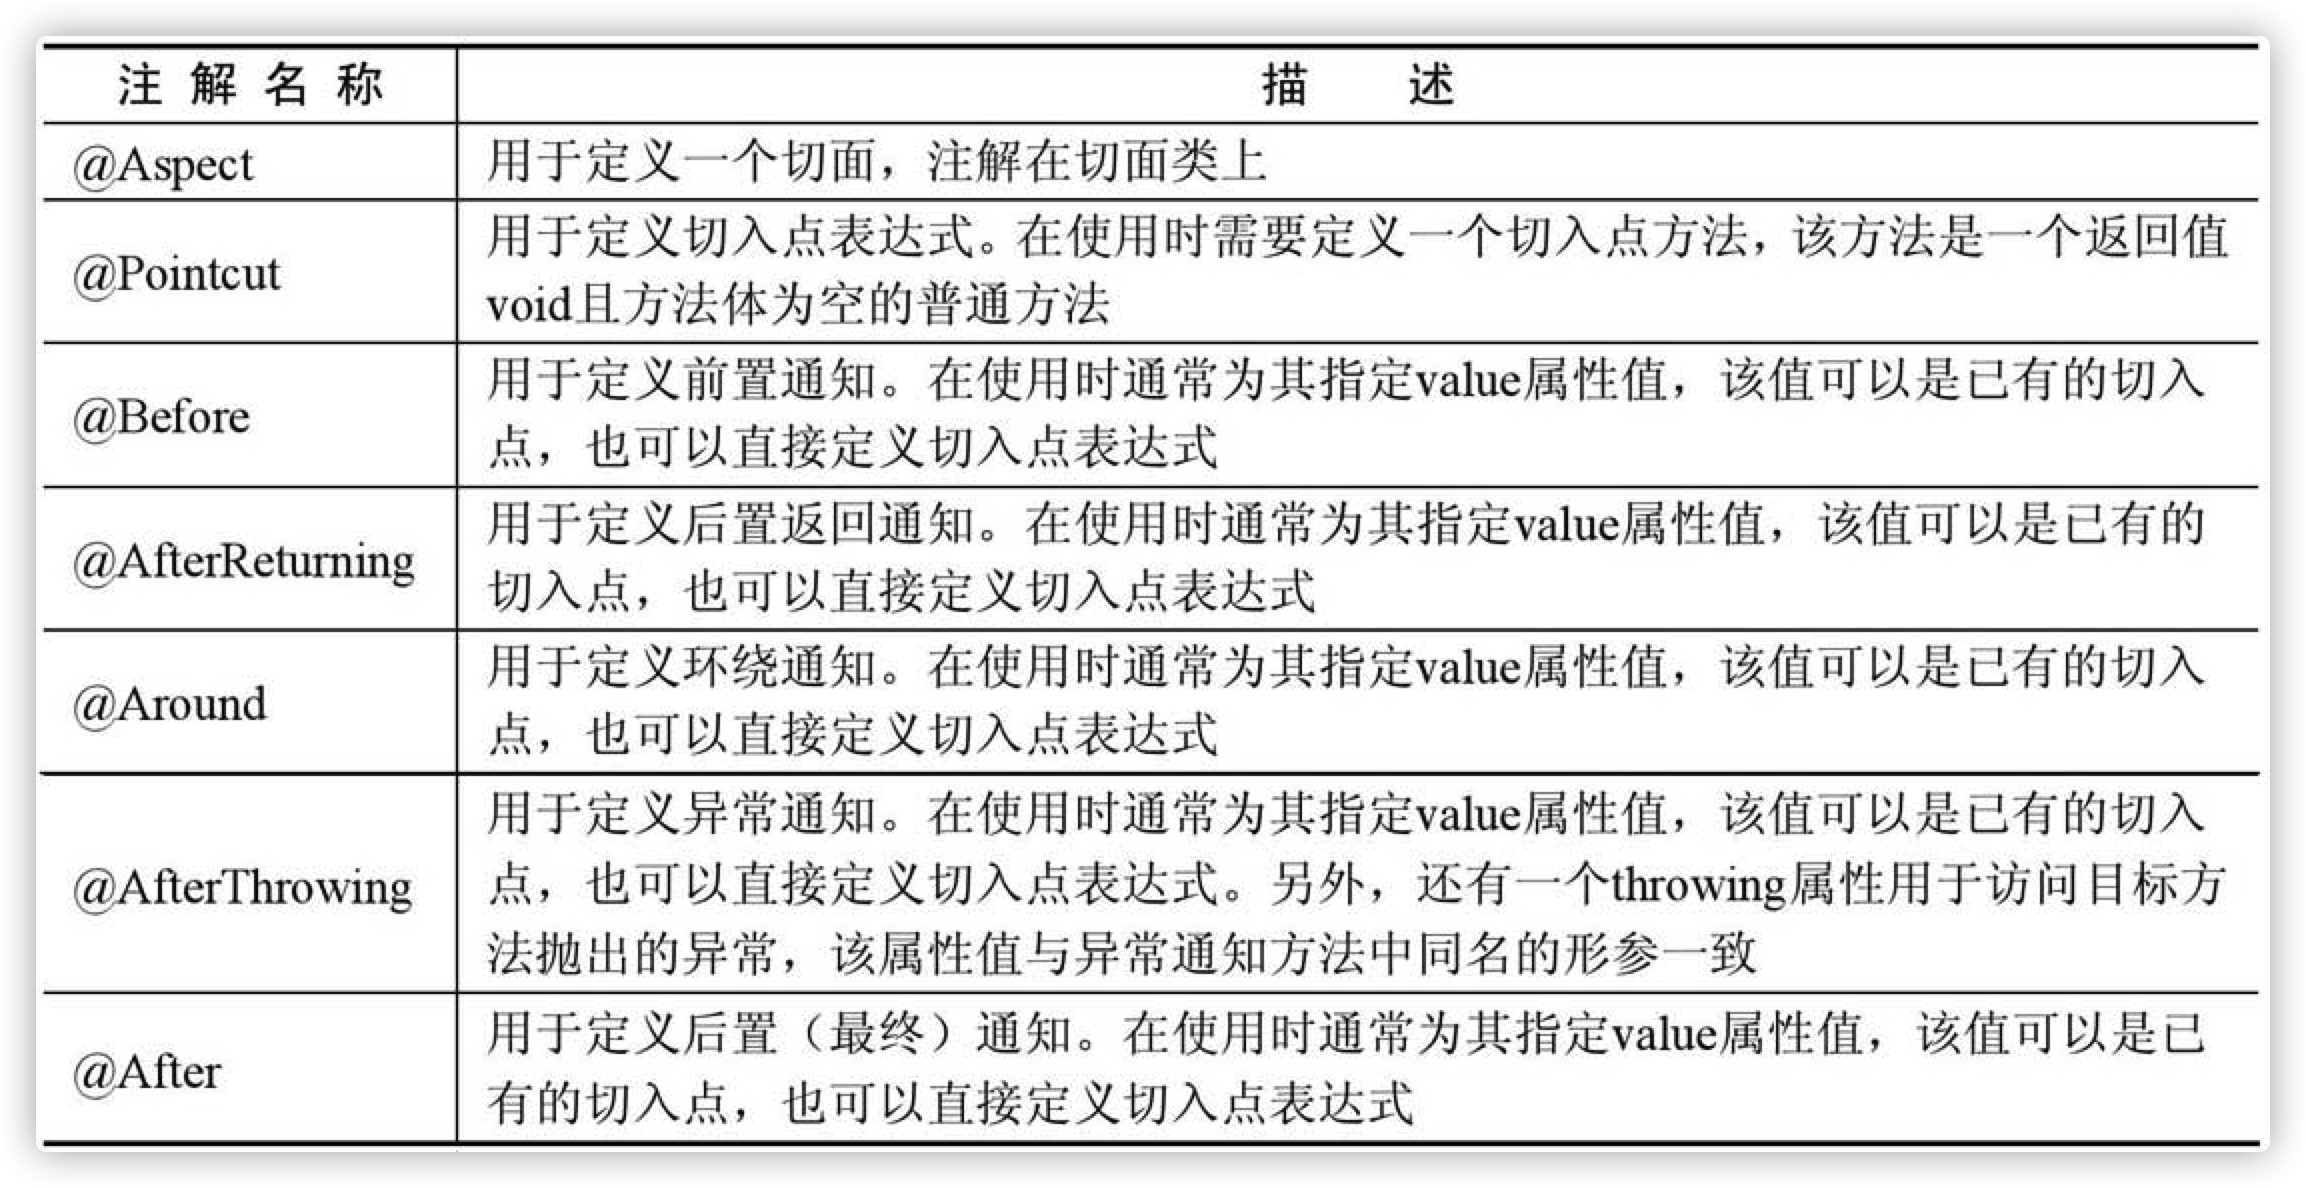 注解名称 描述
@Aspect 用于定义一个切面，注解在切面类上
@Pointcut 用于定义切入点表达式。在使用时需要定义一个切入点方法，该方法是一个返回值
void且方法体为空的普通方法
@Before 用于定义前置通知。在使用时通常为其指定value属性值，该值可以是已有的切入
点，也可以直接定义切入点表达式
@AfterReturning 用于定义后置返回通知。在使用时通常为其指定value属性值，该值可以是已有的
切入点，也可以直接定义切入点表达式
@Around 用于定义环绕通知。在使用时通常为其指定value属性值，该值可以是已有的切入
点，也可以直接定义切入点表达式
@AfterThrowing 用于定义异常通知。在使用时通常为其指定value属性值，该值可以是已有的切入
点，也可以直接定义切入点表达式。另外，还有一个throwing属性用于访问目标方
法抛出的异常，该属性值与异常通知方法中同名的形参一致
@After 用于定义后置（最终）通知。在使用时通常为其指定value属性值，该值可以是已
有的切入点，也可以直接定义切入点表达式